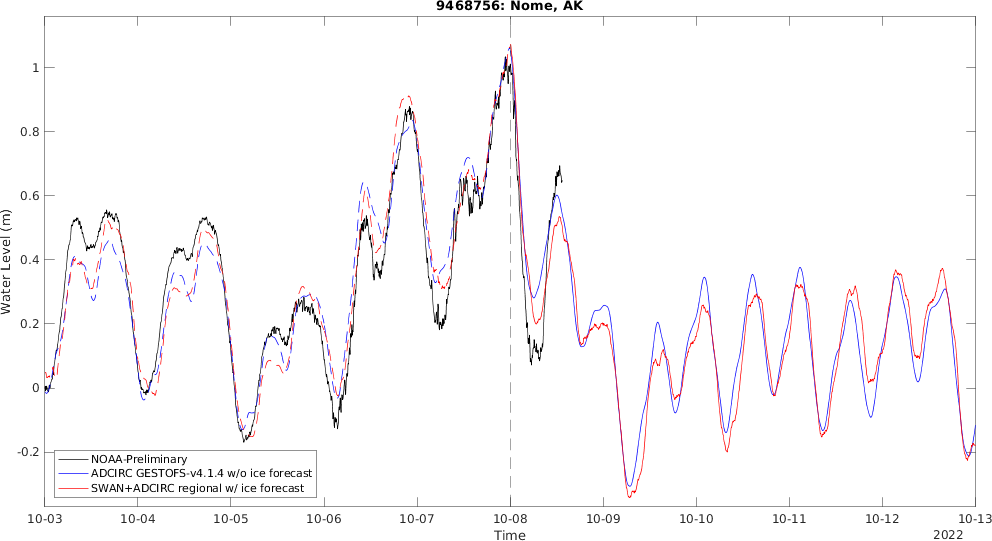 9468756: Nome, AK
Water Level (m)
1
0.8
0.6
0.4
0.2
0
-0.2
NOAA-Preliminary
ADCIRC GESTOFS-v4.1.4 w/o ice forecast
SWAN+ADCIRC regional w/ ice forecast
10-03 10-04 10-05 10-06 10-07 10-08 10-09 10-10 10-11 10-12 10-13
Time
2022